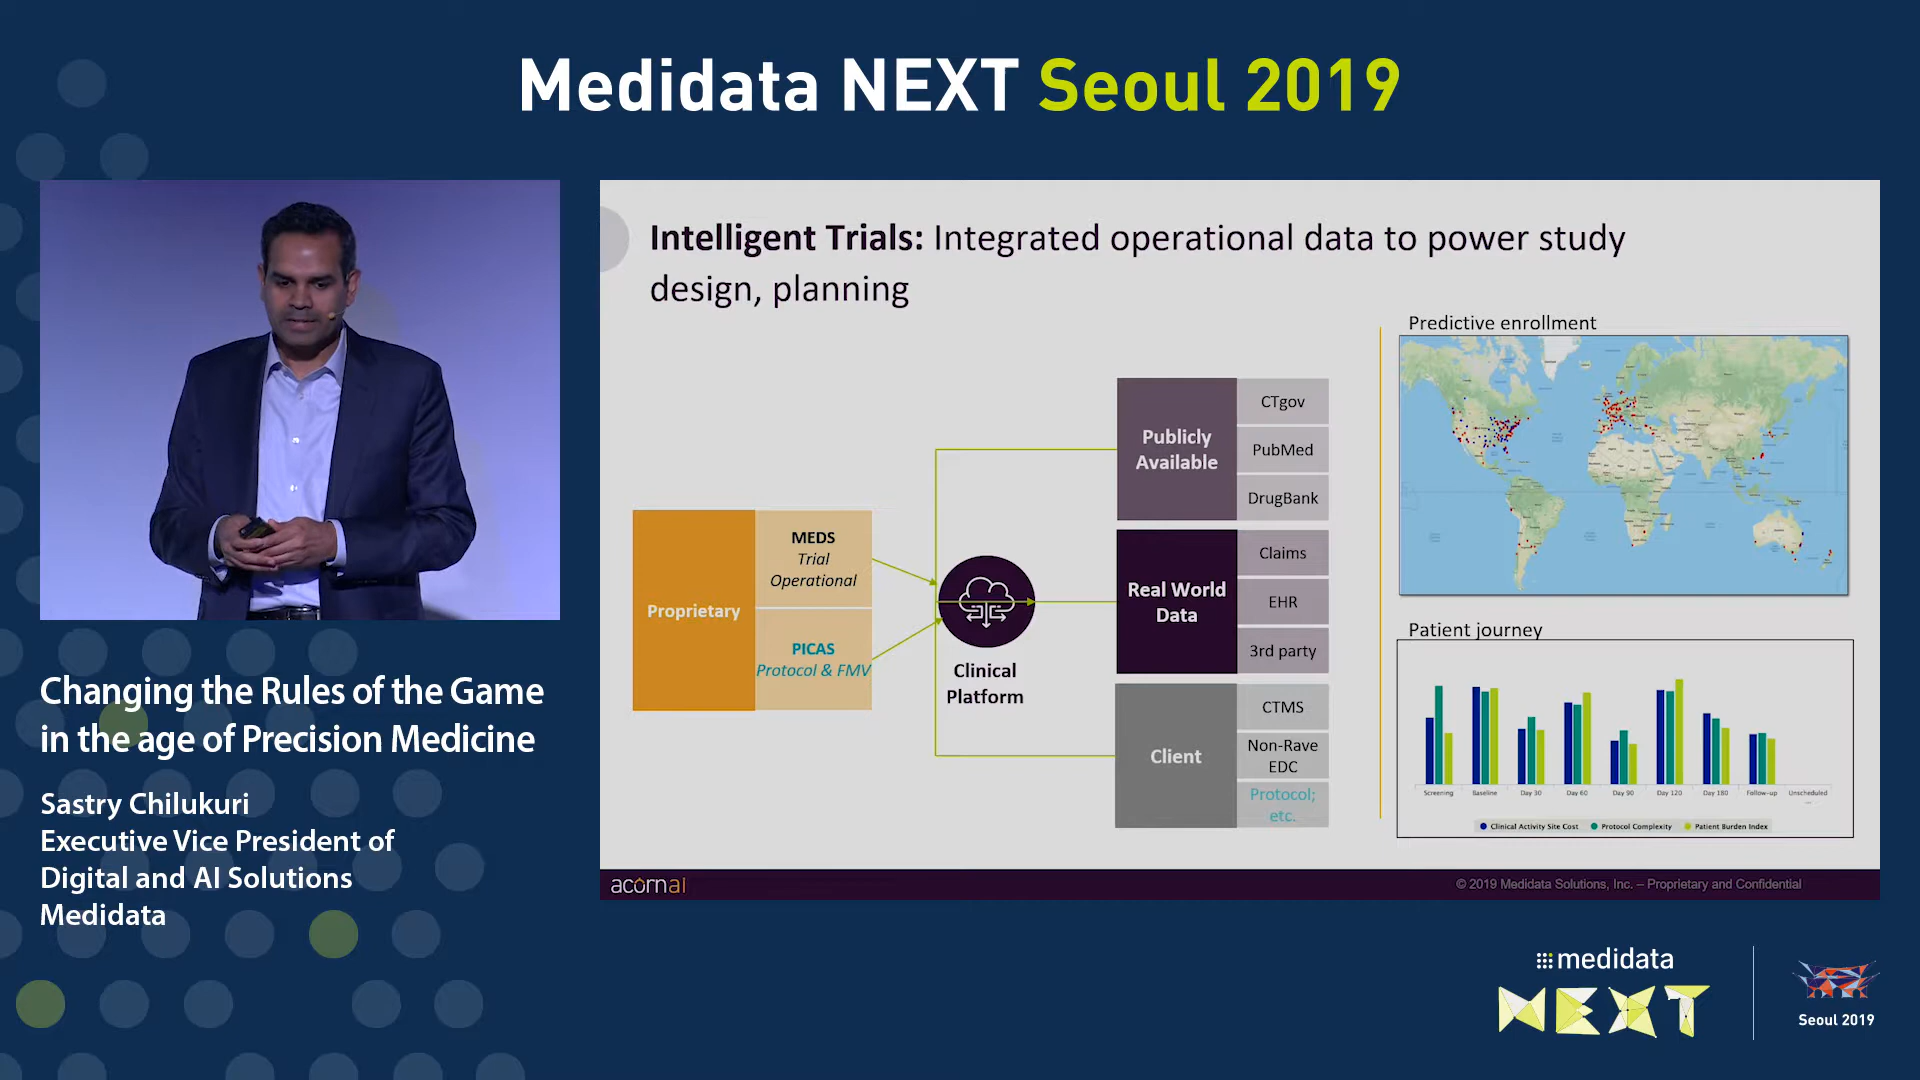 Medidata NEXT Seoul 2019
Changing the Rules of the Game
in the age of Precision Medicine
Sastry Chilukuri
Executive Vice President of
Digital and AI Solutions
Medidata
Intelligent Trials: Integrated operational data to power study
design, planning
Proprietary
MEDS
Trial
Operational
PICAS
Protocol & FMV
Clinical
Platform
Publicly
Available
CTgov
PubMed
DrugBank
Real World
Data
Claims
EHR
3rd party
Client
CTMS
Non-Rave
EDC
Protocol;
etc.
Predictive enrollment
Patient journey
Screening Baseline Day 30 Day 60 Day 90 Day 120 Day 180 Follow-up Unscheduled
Clinical Activity Site Cost Protocol Complexity Patient Burden Index
acornai
© 2019 Medidata Solutions, Inc. – Proprietary and Confidential
medidata
NEXT
Seoul 2019